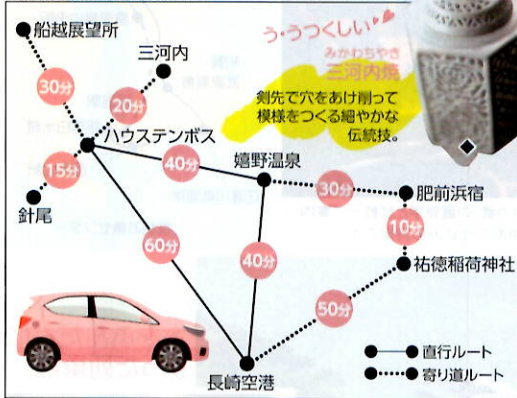 船越展望所
三河内
30分
20分
ハウステンボス
15分
針尾
う・うつくしい
みかわちやき
三河内焼
剣先で穴をあけ削って
模様をつくる細やかな
伝統技。
40分
嬉野温泉
30分
肥前浜宿
10分
祐徳稲荷神社
60分
40分
50分
長崎空港
直行ルート
寄り道ルート